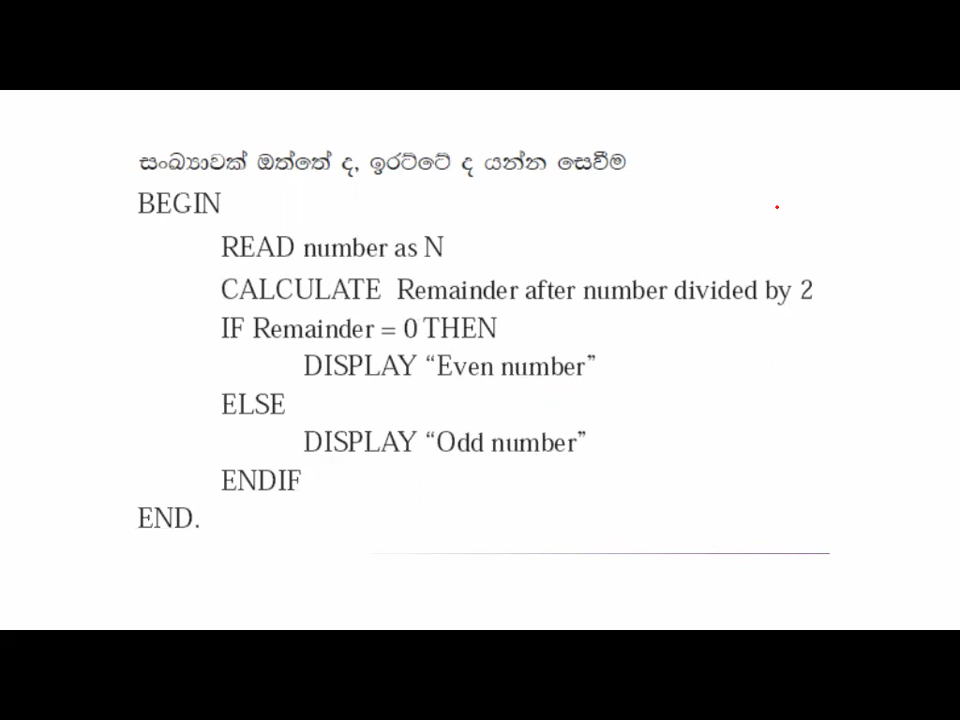 සංඛ්‍යාවක් ඔත්තේ ද, ඉරට්ටේ ද යන්න සෙවීම
BEGIN
READ number as N
CALCULATE Remainder after number divided by 2
IF Remainder = 0 THEN
DISPLAY “Even number”
ELSE
DISPLAY “Odd number”
ENDIF
END.